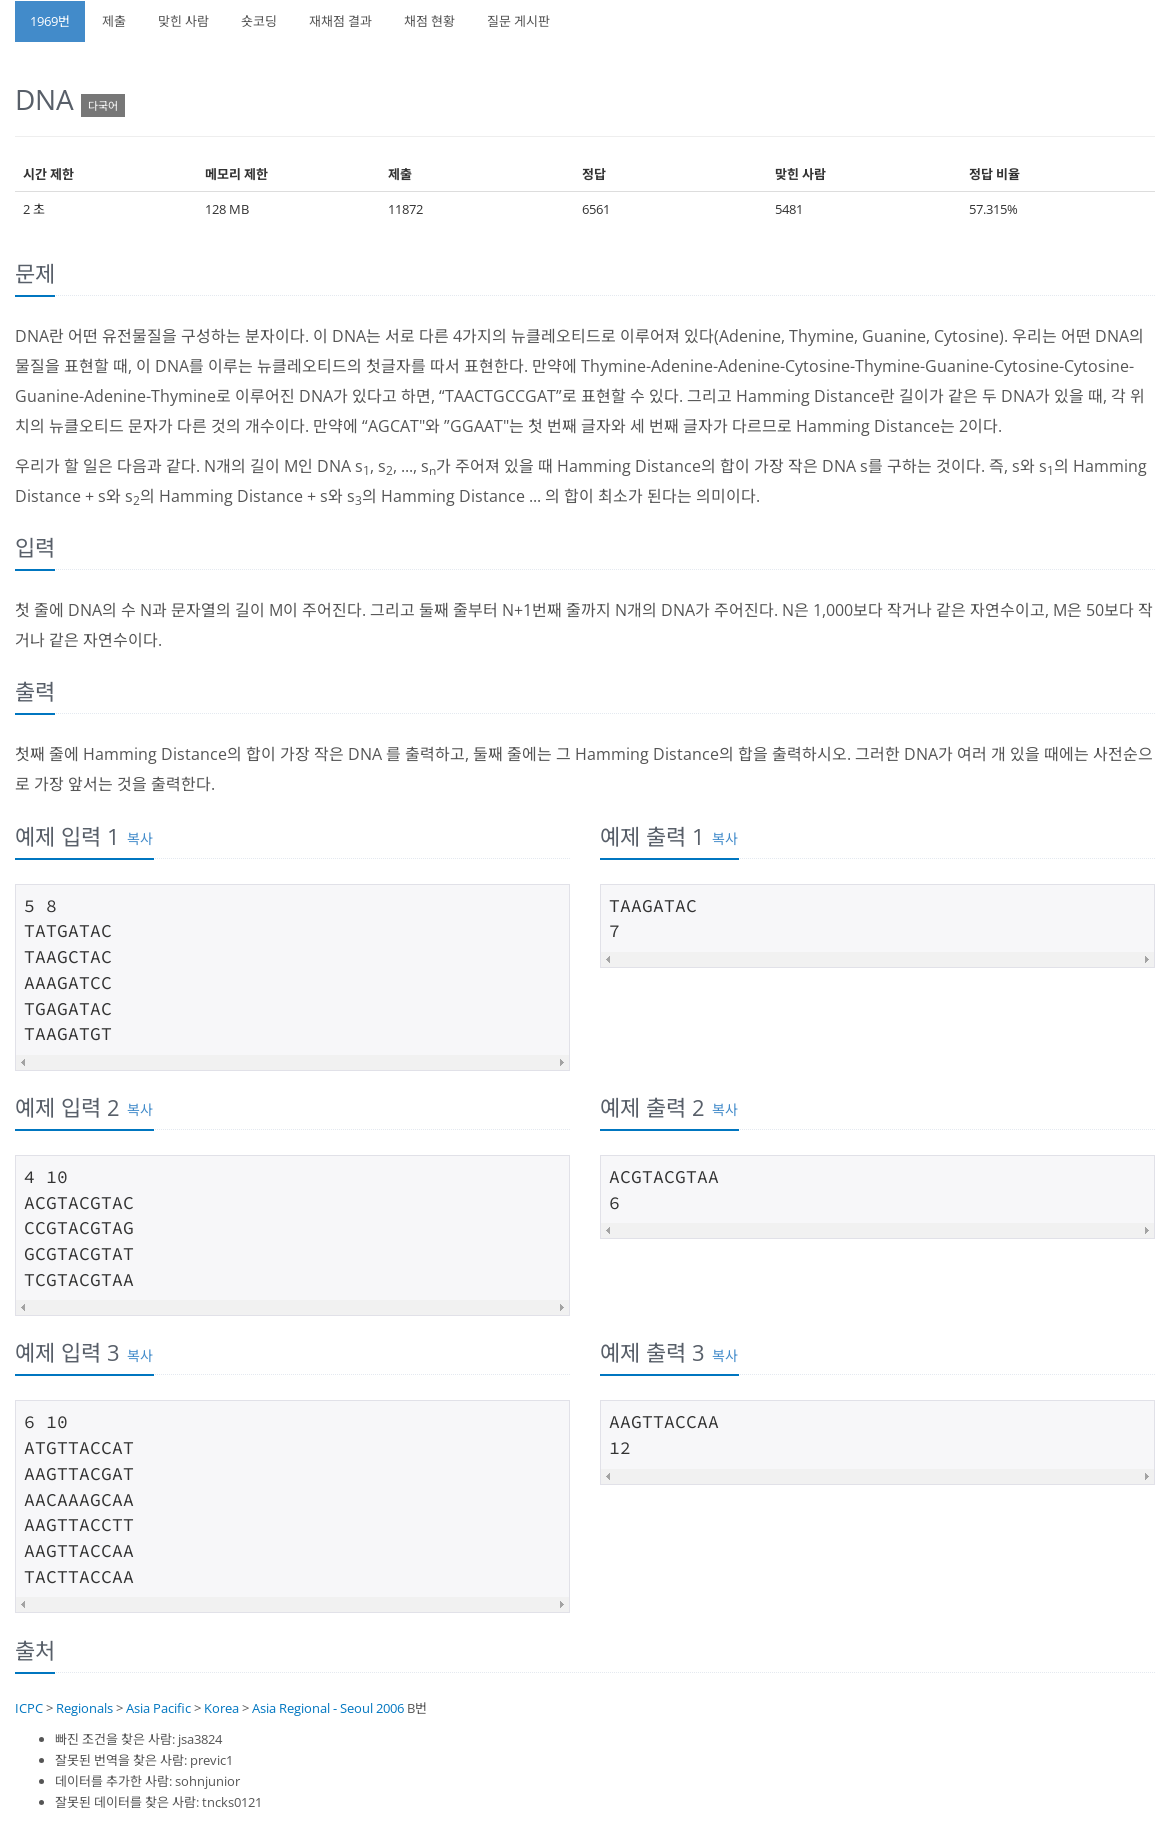 1969번 제출 맞힌 사람 숏코딩 재채점 결과 채점 현황 질문 게시판
DNA 다국어
시간 제한 메모리 제한 제출 정답 맞힌 사람 정답 비율
2 초 128 MB 11872 6561 5481 57.315%
문제
DNA란 어떤 유전물질을 구성하는 분자이다. 이 DNA는 서로 다른 4가지의 뉴클레오티드로 이루어져 있다(Adenine, Thymine, Guanine, Cytosine). 우리는 어떤 DNA의
물질을 표현할 때, 이 DNA를 이루는 뉴클레오티드의 첫글자를 따서 표현한다. 만약에 Thymine-Adenine-Adenine-Cytosine-Thymine-Guanine-Cytosine-Cytosine-
Guanine-Adenine-Thymine로 이루어진 DNA가 있다고 하면, “TAACTGCCGAT”로 표현할 수 있다. 그리고 Hamming Distance란 길이가 같은 두 DNA가 있을 때, 각 위
치의 뉴클오티드 문자가 다른 것의 개수이다. 만약에 “AGCAT"와 ”GGAAT"는 첫 번째 글자와 세 번째 글자가 다르므로 Hamming Distance는 2이다.
우리가 할 일은 다음과 같다. N개의 길이 M인 DNA s1, s2, ..., sn가 주어져 있을 때 Hamming Distance의 합이 가장 작은 DNA s를 구하는 것이다. 즉, s와 s1의 Hamming
Distance + s와 s2의 Hamming Distance + s와 s3의 Hamming Distance ... 의 합이 최소가 된다는 의미이다.
입력
첫 줄에 DNA의 수 N과 문자열의 길이 M이 주어진다. 그리고 둘째 줄부터 N+1번째 줄까지 N개의 DNA가 주어진다. N은 1,000보다 작거나 같은 자연수이고, M은 50보다 작
거나 같은 자연수이다.
출력
첫째 줄에 Hamming Distance의 합이 가장 작은 DNA 를 출력하고, 둘째 줄에는 그 Hamming Distance의 합을 출력하시오. 그러한 DNA가 여러 개 있을 때에는 사전순으
로 가장 앞서는 것을 출력한다.
예제 입력 1 복사
5 8
TATGATAC
TAAGCTAC
AAAGATCC
TGAGATAC
TAAGATGT
예제 출력 1 복사
TAAGATAC
7
예제 입력 2 복사
4 10
ACGTACGTAC
CCGTACGTAG
GCGTACGTAT
TCGTACGTAA
예제 출력 2 복사
ACGTACGTAA
6
예제 입력 3 복사
6 10
ATGTTACCAT
AAGTTACGAT
AACAAAGCAA
AAGTTACCTT
AAGTTACCAA
TACTTACCAA
예제 출력 3 복사
AAGTTACCAA
12
출처
ICPC > Regionals > Asia Pacific > Korea > Asia Regional - Seoul 2006 B번
빠진 조건을 찾은 사람: jsa3824
잘못된 번역을 찾은 사람: previc1
데이터를 추가한 사람: sohnjunior
잘못된 데이터를 찾은 사람: tncks0121